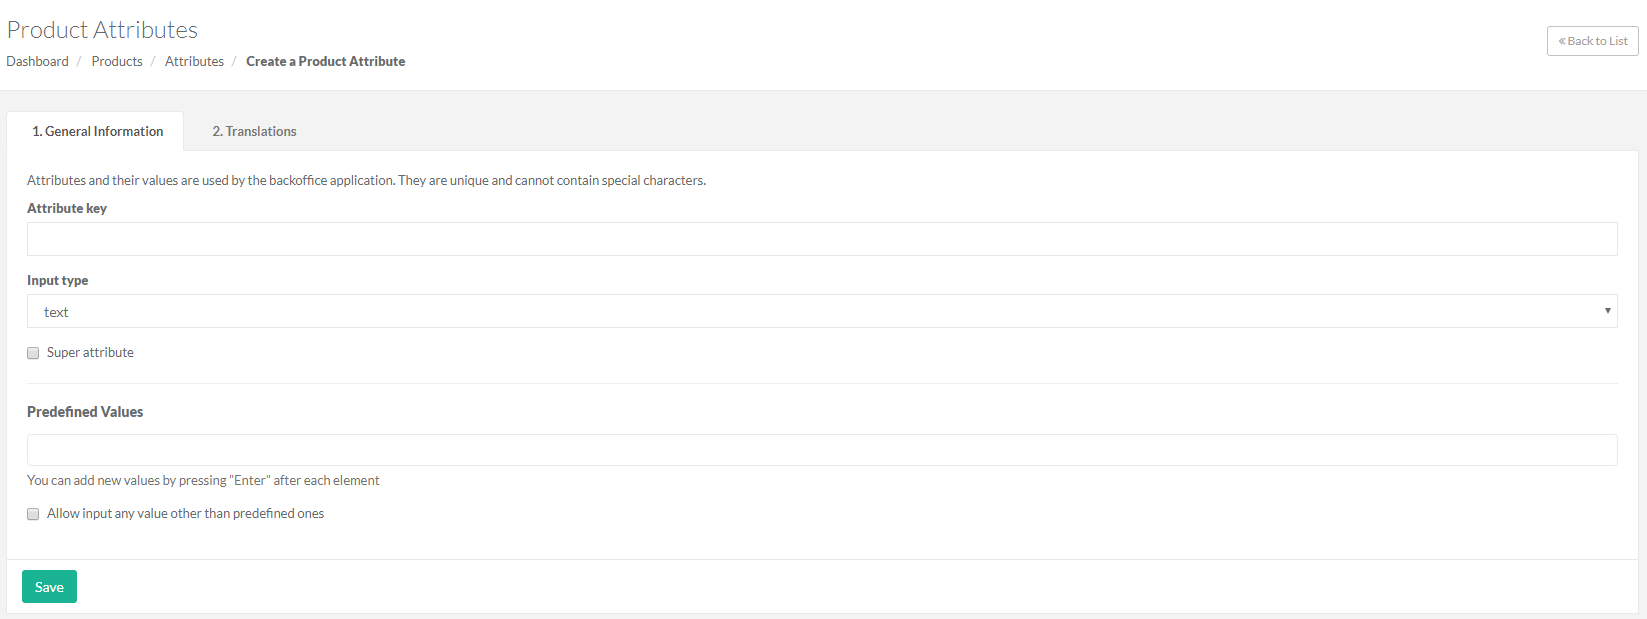 Product Attributes
« Back to List
Dashboard / Products / Attributes / Create a Product Attribute
1. General Information
2. Translations
Attributes and their values are used by the backoffice application. They are unique and cannot contain special characters.
Attribute key
Input type
text
Super attribute
Predefined Values
You can add new values by pressing "Enter" after each element
Allow input any value other than predefined ones
Save